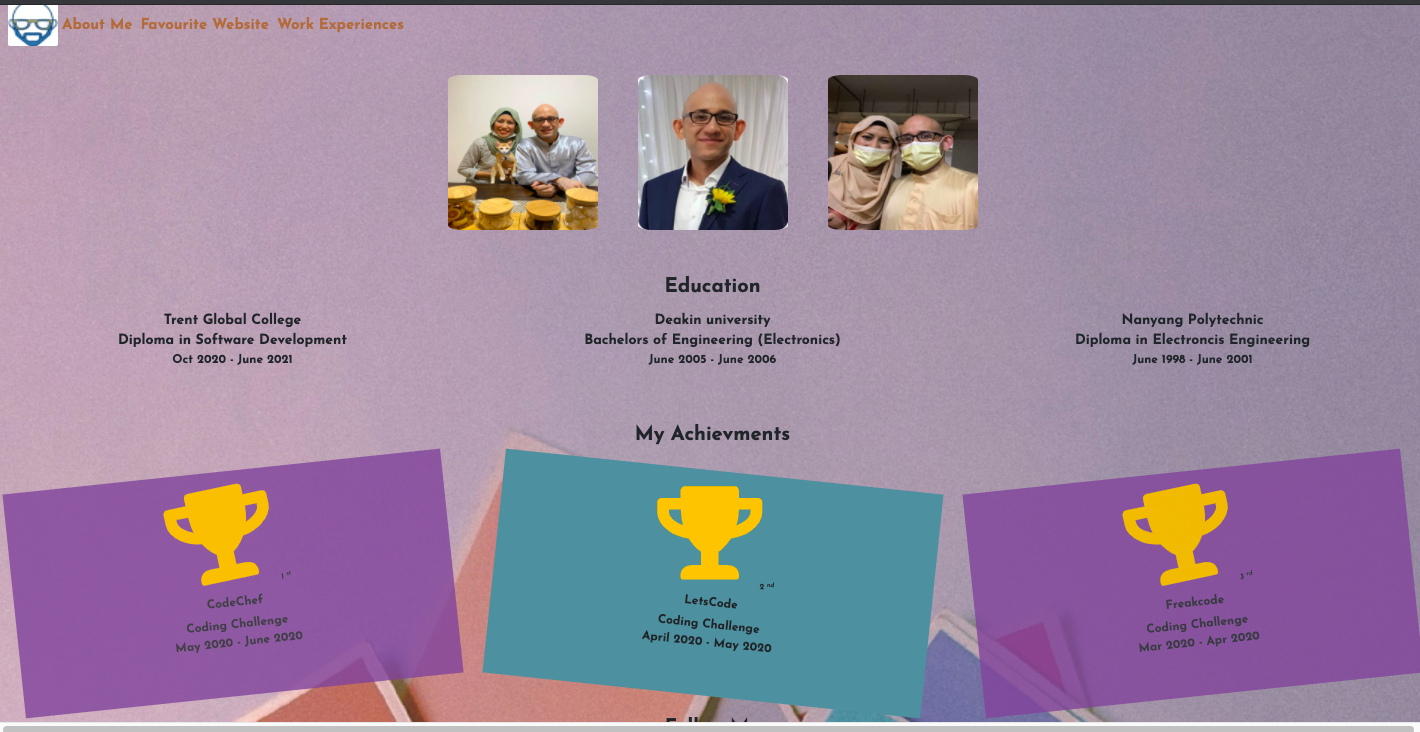 About Me Favourite Website Work Experiences
Education
Trent Global College
Diploma in Software Development
Oct 2020 - June 2021
Deakin university
Bachelors of Engineering (Electronics)
June 2005 - June 2006
Nanyang Polytechnic
Diploma in Electroncis Engineering
June 1998 - June 2001
My Achievments
1 st
CodeChef
Coding Challenge
May 2020 - June 2020
2 nd
LetsCode
Coding Challenge
April 2020 - May 2020
3 rd
Freakcode
Coding Challenge
Mar 2020 - Apr 2020